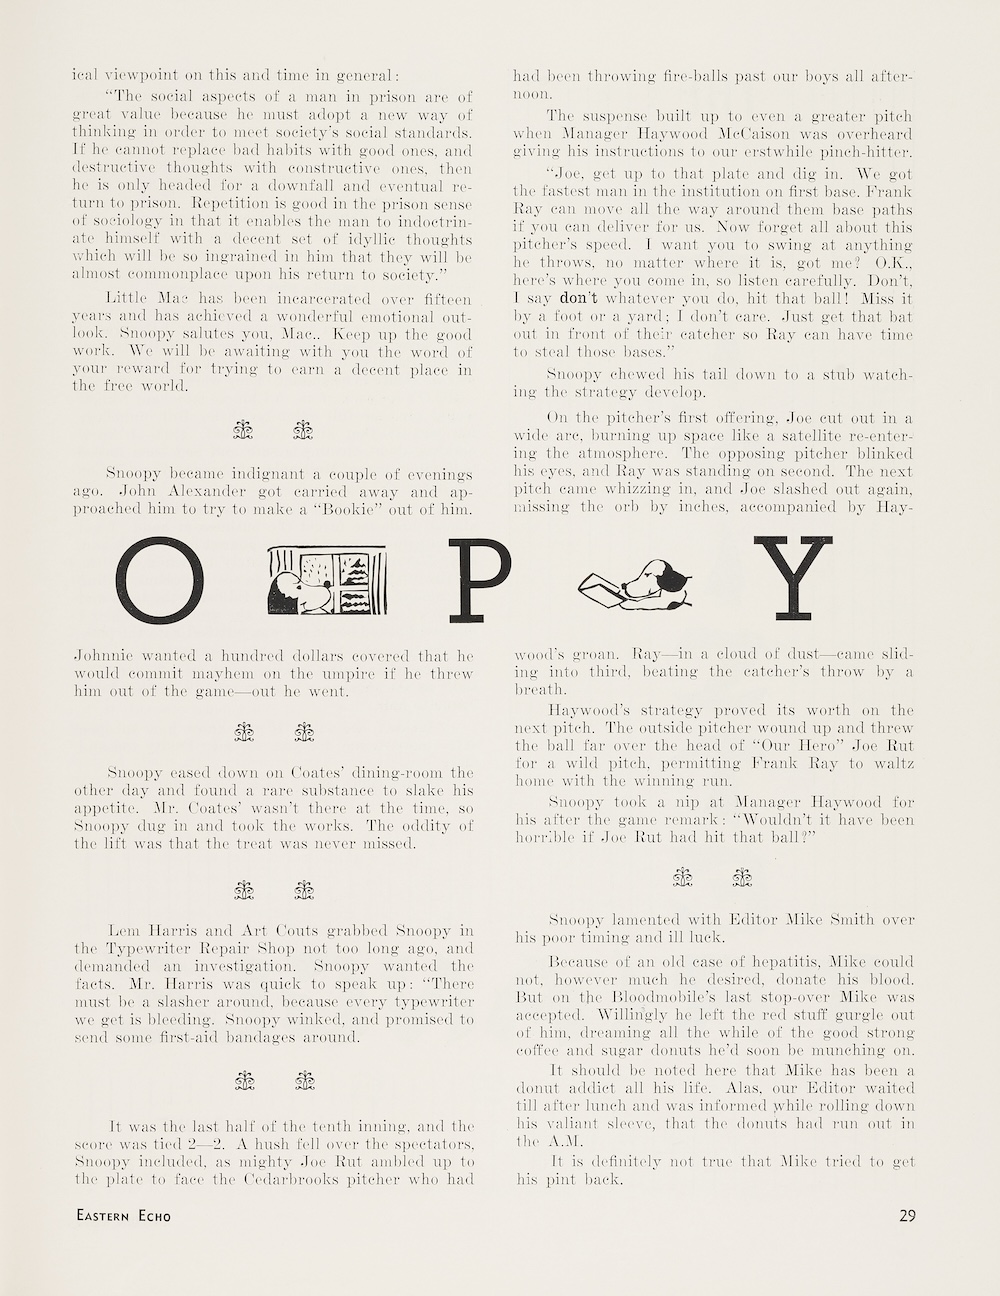 ical viewpoint on this and time in general:
"The social aspects of a man in prison are of
great value because he must adopt a new way of
thinking in order to meet society's social standards.
If he cannot replace bad habits with good ones, and
destructive thoughts with constructive ones, then
he is only headed for a downfall and eventual re-
turn to prison. Repetition is good in the prison sense
of sociology in that it enables the man to indoctrin-
ate himself with a decent set of idyllic thoughts
which will be so ingrained in him that they will be
almost commonplace upon his return to society."
Little Mac has been incarcerated over fifteen
years and has achieved a wonderful emotional out-
look. Snoopy salutes you, Mac.. Keep up the good
work. We will be awaiting with you the word of
your reward for trying to earn a decent place in
the free world.
Snoopy became indignant a couple of evenings
ago. John Alexander got carried away and ap-
proached him to try to make a "Bookie" out of him.
had been throwing fire-balls past our boys all after-
noon.
The suspense built up to even a greater pitch
when Manager Haywood McCaison was overheard
giving his instructions to our erstwhile pinch-hitter.
"Joe, get up to that plate and dig in. We got
the fastest man in the institution on first base. Frank
Ray can move all the way around them base paths
if you can deliver for us. Now forget all about this
pitcher's speed. I want you to swing at anything
he throws, no matter where it is, got me? O.K.,
here's where you come in, so listen carefully. Don't,
I say don't whatever you do, hit that ball! Miss it
by a foot or a yard; I don't care. Just get that bat
out in front of their catcher so Ray can have time
to steal those bases."
Snoopy chewed his tail down to a stub watch-
ing the strategy develop.
On the pitcher's first offering, Joe cut out in a
wide arc, burning up space like a satellite re-enter-
ing the atmosphere. The opposing pitcher blinked
his eyes, and Ray was standing on second. The next
pitch came whizzing in, and Joe slashed out again,
missing the orb by inches, accompanied by Hay-
O P Y
Johnnie wanted a hundred dollars covered that he
would commit mayhem on the umpire if he threw
him out of the game—out he went.
Snoopy eased down on Coates' dining-room the
other day and found a rare substance to slake his
appetite. Mr. Coates' wasn't there at the time, so
Snoopy dug in and took the works. The oddity of
the lift was that the treat was never missed.
Lem Harris and Art Couts grabbed Snoopy in
the Typewriter Repair Shop not too long ago, and
demanded an investigation. Snoopy wanted the
facts. Mr. Harris was quick to speak up: "There
must be a slasher around, because every typewriter
we get is bleeding. Snoopy winked, and promised to
send some first-aid bandages around.
It was the last half of the tenth inning, and the
score was tied 2—2. A hush fell over the spectators,
Snoopy included, as mighty Joe Rut ambled up to
the plate to face the Cedarbrooks pitcher who had
wood's groan. Ray—in a cloud of dust—came slid-
ing into third, beating the catcher's throw by a
breath.
Haywood's strategy proved its worth on the
next pitch. The outside pitcher wound up and threw
the ball far over the head of "Our Hero" Joe Rut
for a wild pitch, permitting Frank Ray to waltz
home with the winning run.
Snoopy took a nip at Manager Haywood for
his after the game remark: "Wouldn't it have been
horrible if Joe Rut had hit that ball?"
Snoopy lamented with Editor Mike Smith over
his poor timing and ill luck.
Because of an old case of hepatitis, Mike could
not, however much he desired, donate his blood.
But on the Bloodmobile's last stop-over Mike was
accepted. Willingly he left the red stuff gurgle out
of him, dreaming all the while of the good strong
coffee and sugar donuts he'd soon be munching on.
It should be noted here that Mike has been a
donut addict all his life. Alas, our Editor waited
till after lunch and was informed while rolling down
his valiant sleeve, that the donuts had run out in
the A.M.
It is definitely not true that Mike tried to get
his pint back.
EASTERN ECHO
29